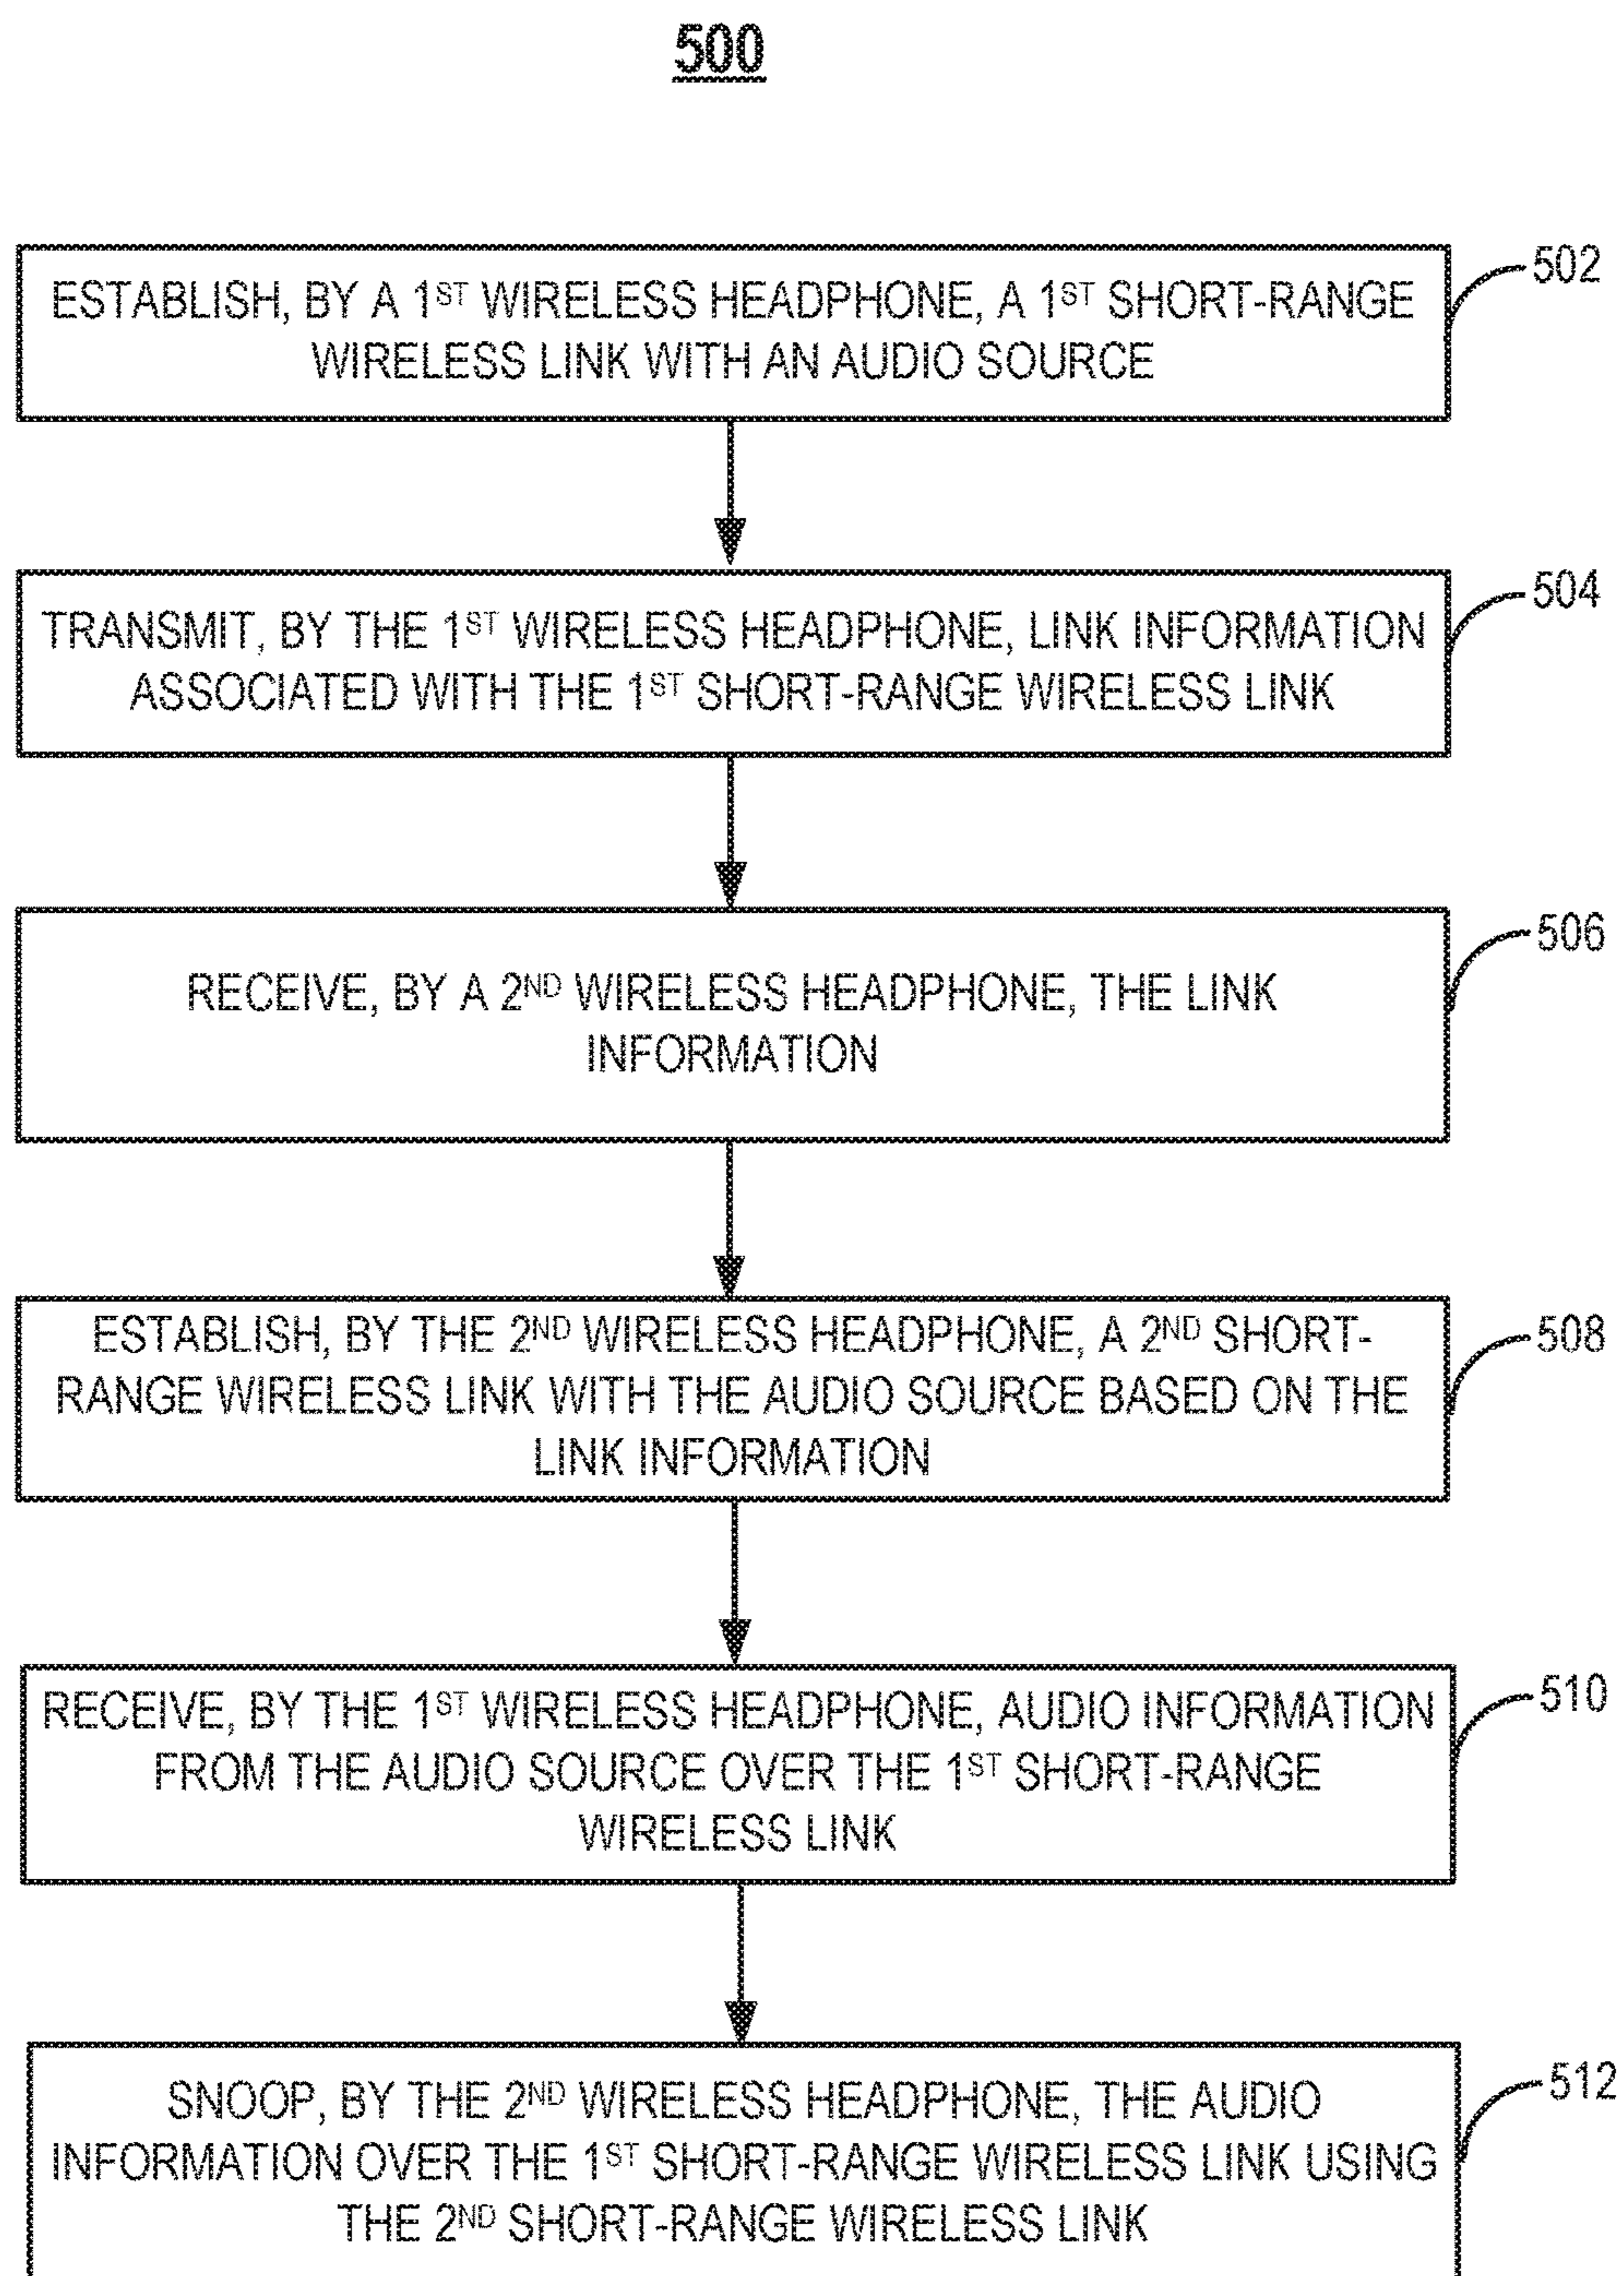 500
502
ESTABLISH, BY A 1ST WIRELESS HEADPHONE, A 1ST SHORT-RANGE
WIRELESS LINK WITH AN AUDIO SOURCE
504
TRANSMIT, BY THE 1ST WIRELESS HEADPHONE, LINK INFORMATION
ASSOCIATED WITH THE 1ST SHORT-RANGE WIRELESS LINK
506
RECEIVE, BY A 2ND WIRELESS HEADPHONE, THE LINK
INFORMATION
508
ESTABLISH, BY THE 2ND WIRELESS HEADPHONE, A 2ND SHORT-
RANGE WIRELESS LINK WITH THE AUDIO SOURCE BASED ON THE
LINK INFORMATION
510
RECEIVE, BY THE 1ST WIRELESS HEADPHONE, AUDIO INFORMATION
FROM THE AUDIO SOURCE OVER THE 1ST SHORT-RANGE
WIRELESS LINK
512
SNOOP, BY THE 2ND WIRELESS HEADPHONE, THE AUDIO
INFORMATION OVER THE 1ST SHORT-RANGE WIRELESS LINK USING
THE 2ND SHORT-RANGE WIRELESS LINK